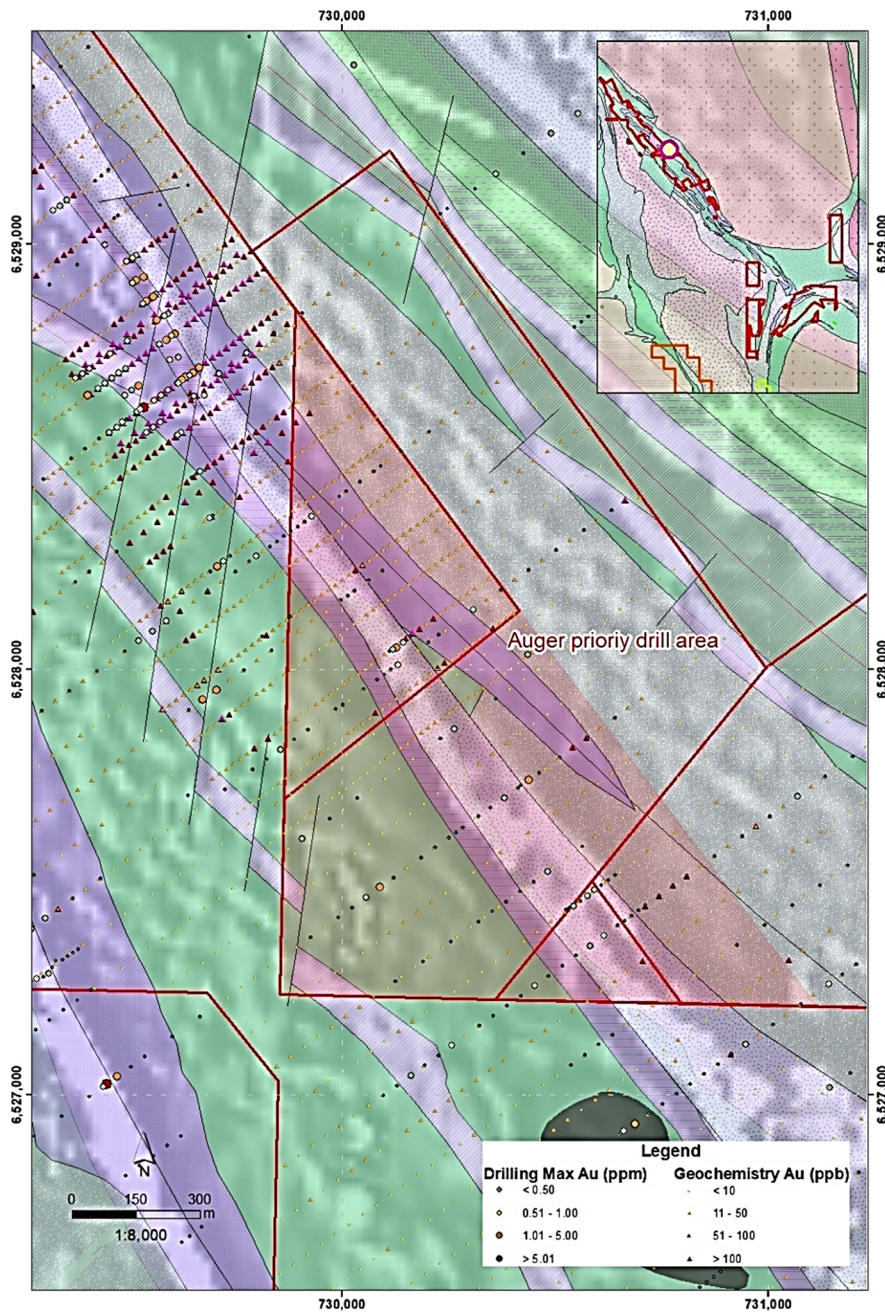 730,000
731,000
6,529,000
6,529,000
Auger prioriy drill area
6,528,000
6,528,000
6,527,000
6,527,000
N
0 150 300
m
1:8,000
Legend
Drilling Max Au (ppm)
< 0.50
0.51 - 1.00
1.01 - 5.00
> 5.01
Geochemistry Au (ppb)
< 10
11 - 50
51 - 100
> 100
730,000
731,000